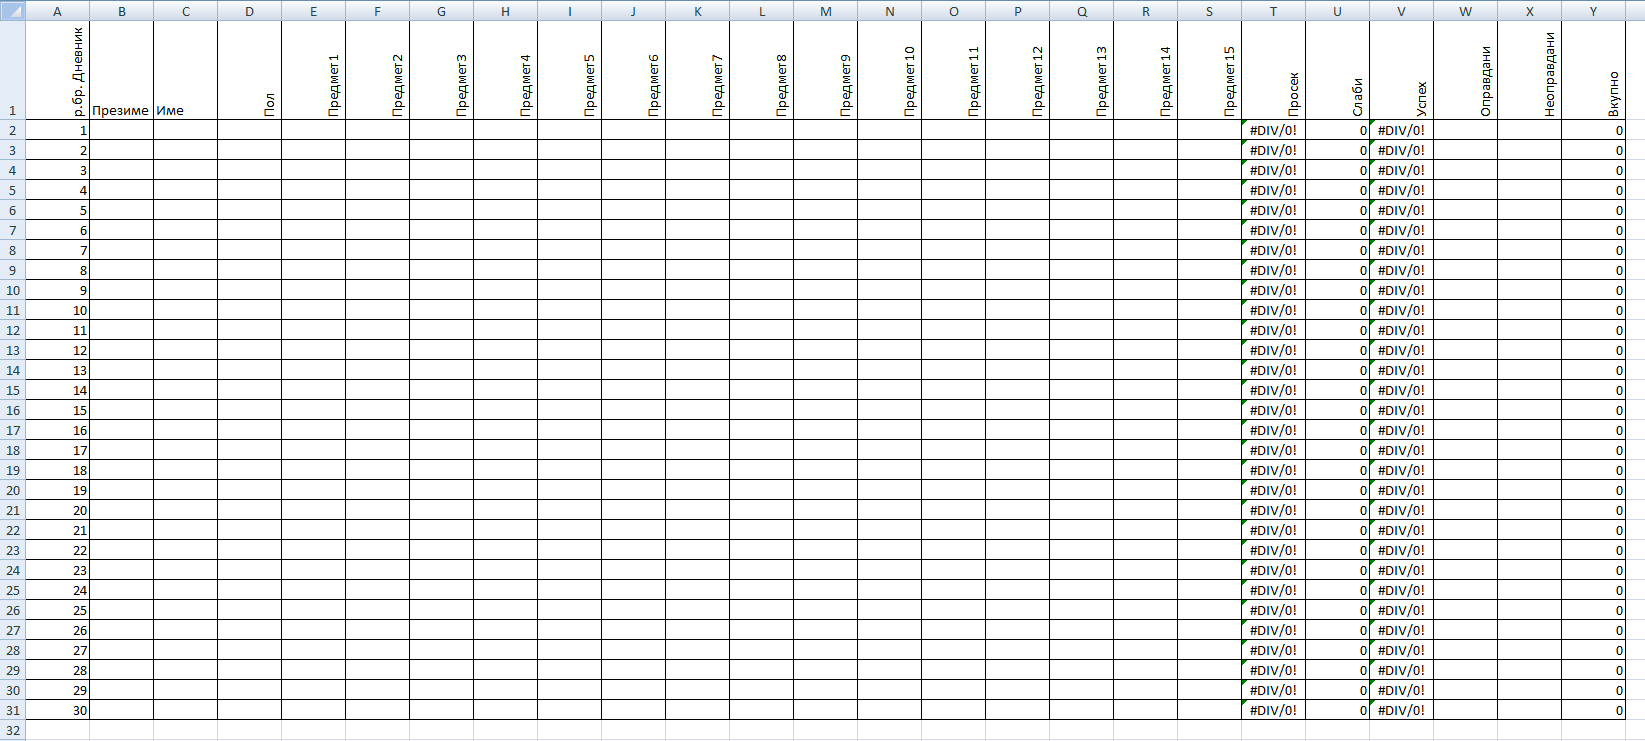 A B C D E F G H I J K L M N O P Q R S T U V W X Y
1 р.бр. Дневник Презиме Име Пол Предмет1 Предмет2 Предмет3 Предмет4 Предмет5 Предмет6 Предмет7 Предмет8 Предмет9 Предмет10 Предмет11 Предмет12 Предмет13 Предмет14 Предмет15 Просек Слаби Успех Оправдани Неоправдани Вкупно
2 1 #DIV/0! 0 #DIV/0! 0
3 2 #DIV/0! 0 #DIV/0! 0
4 3 #DIV/0! 0 #DIV/0! 0
5 4 #DIV/0! 0 #DIV/0! 0
6 5 #DIV/0! 0 #DIV/0! 0
7 6 #DIV/0! 0 #DIV/0! 0
8 7 #DIV/0! 0 #DIV/0! 0
9 8 #DIV/0! 0 #DIV/0! 0
10 9 #DIV/0! 0 #DIV/0! 0
11 10 #DIV/0! 0 #DIV/0! 0
12 11 #DIV/0! 0 #DIV/0! 0
13 12 #DIV/0! 0 #DIV/0! 0
14 13 #DIV/0! 0 #DIV/0! 0
15 14 #DIV/0! 0 #DIV/0! 0
16 15 #DIV/0! 0 #DIV/0! 0
17 16 #DIV/0! 0 #DIV/0! 0
18 17 #DIV/0! 0 #DIV/0! 0
19 18 #DIV/0! 0 #DIV/0! 0
20 19 #DIV/0! 0 #DIV/0! 0
21 20 #DIV/0! 0 #DIV/0! 0
22 21 #DIV/0! 0 #DIV/0! 0
23 22 #DIV/0! 0 #DIV/0! 0
24 23 #DIV/0! 0 #DIV/0! 0
25 24 #DIV/0! 0 #DIV/0! 0
26 25 #DIV/0! 0 #DIV/0! 0
27 26 #DIV/0! 0 #DIV/0! 0
28 27 #DIV/0! 0 #DIV/0! 0
29 28 #DIV/0! 0 #DIV/0! 0
30 29 #DIV/0! 0 #DIV/0! 0
31 30 #DIV/0! 0 #DIV/0! 0
32